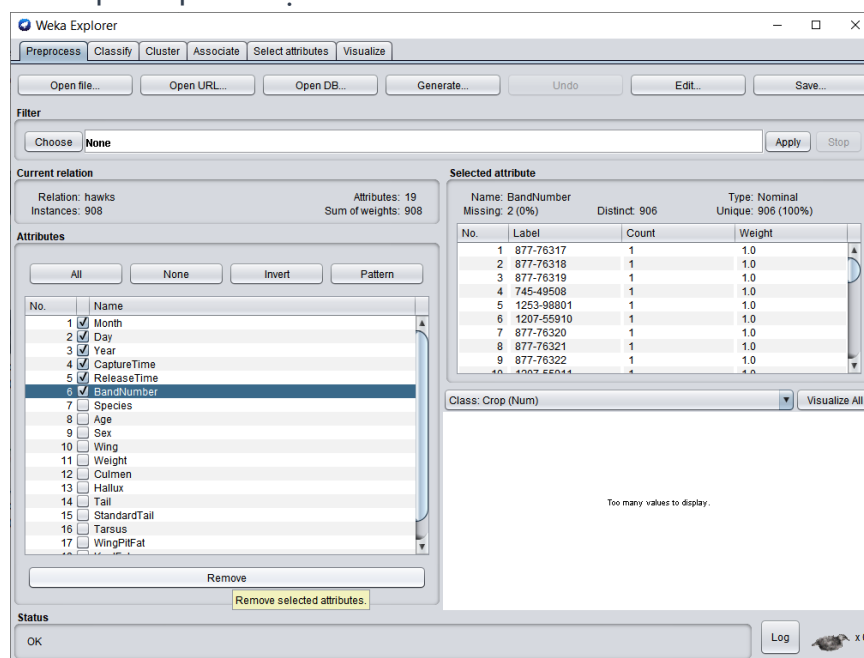 Weka Explorer
Preprocess Classify Cluster Associate Select attributes Visualize
Open file... Open URL... Open DB... Generate... Undo Edit... Save...
Filter
Choose None Apply Stop
Current relation
Relation: hawks Attributes: 19
Instances: 908 Sum of weights: 908
Selected attribute
Name: BandNumber Type: Nominal
Missing: 2 (0%) Distinct: 906 Unique: 906 (100%)
No. Label Count Weight
1 877-76317 1 1.0
2 877-76318 1 1.0
3 877-76319 1 1.0
4 745-49508 1 1.0
5 1253-98801 1 1.0
6 1207-55910 1 1.0
7 877-76320 1 1.0
8 877-76321 1 1.0
9 877-76322 1 1.0
Attributes
All None Invert Pattern
No. Name
1 Month
2 Day
3 Year
4 CaptureTime
5 ReleaseTime
6 BandNumber
7 Species
8 Age
9 Sex
10 Wing
11 Weight
12 Culmen
13 Hallux
14 Tail
15 StandardTail
16 Tarsus
17 WingPitFat
Remove
Remove selected attributes.
Class: Crop (Num) Visualize All
Too many values to display.
Status
OK
Log x